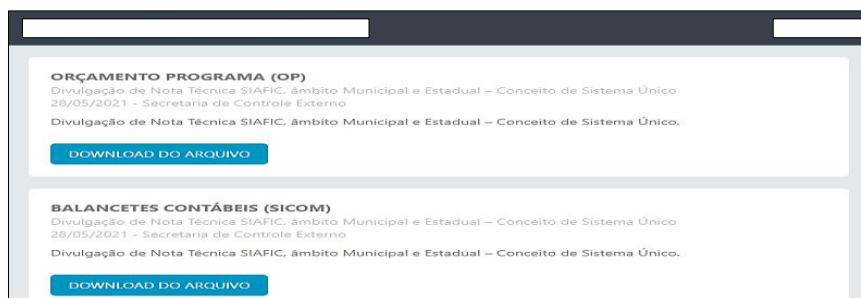 ORÇAMENTO PROGRAMA (OP)
Divulgação de Nota Técnica SIAFIC, âmbito Municipal e Estadual – Conceito de Sistema Único
28/05/2021 - Secretaria de Controle Externo
Divulgação de Nota Técnica SIAFIC, âmbito Municipal e Estadual – Conceito de Sistema Único.
DOWNLOAD DO ARQUIVO
BALANCETES CONTÁBEIS (SICOM)
Divulgação de Nota Técnica SIAFIC, âmbito Municipal e Estadual – Conceito de Sistema Único
28/05/2021 - Secretaria de Controle Externo
Divulgação de Nota Técnica SIAFIC, âmbito Municipal e Estadual – Conceito de Sistema Único.
DOWNLOAD DO ARQUIVO